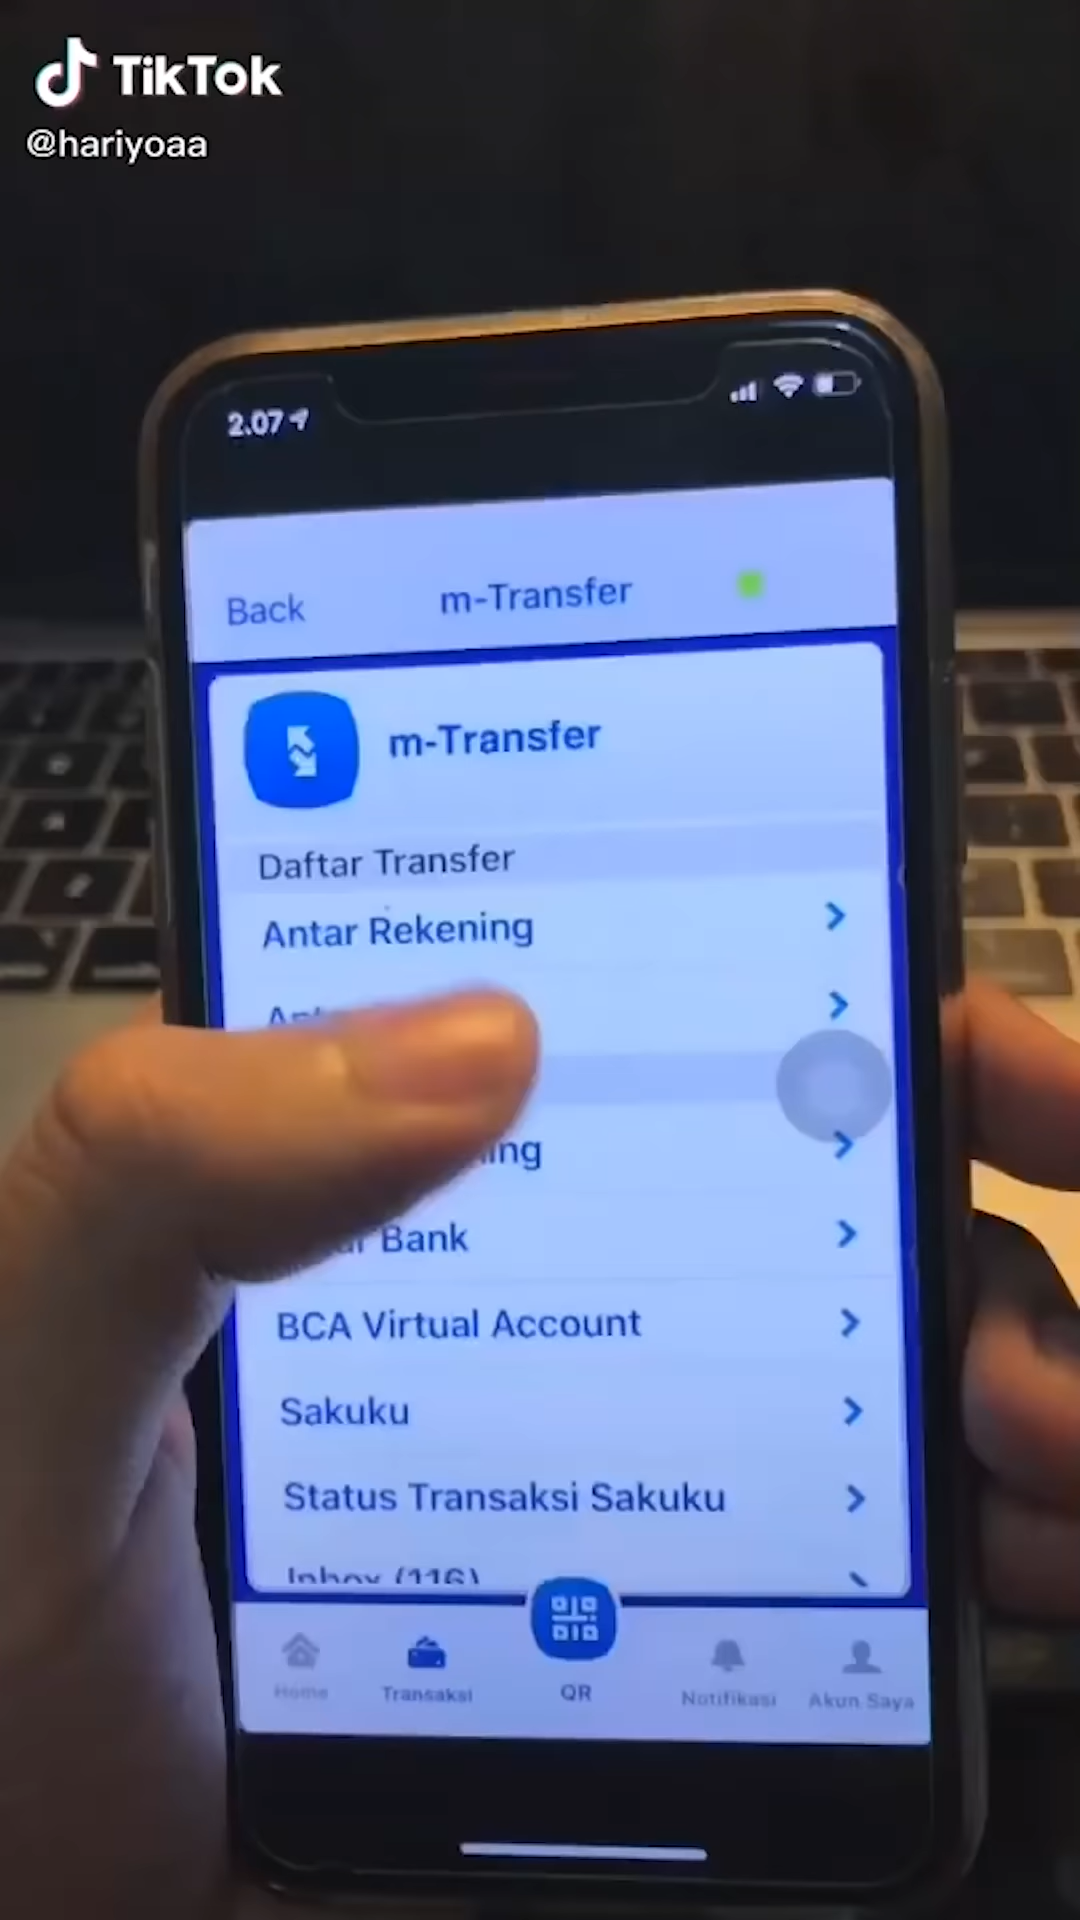 TikTok
@hariyoaa
2.07
Back
m-Transfer
m-Transfer
Daftar Transfer
Antar Rekening
Bank
BCA Virtual Account
Sakuku
Status Transaksi Sakuku
Inbox (116)
Home
Transaksi
QR
Notifikasi
Akun Saya